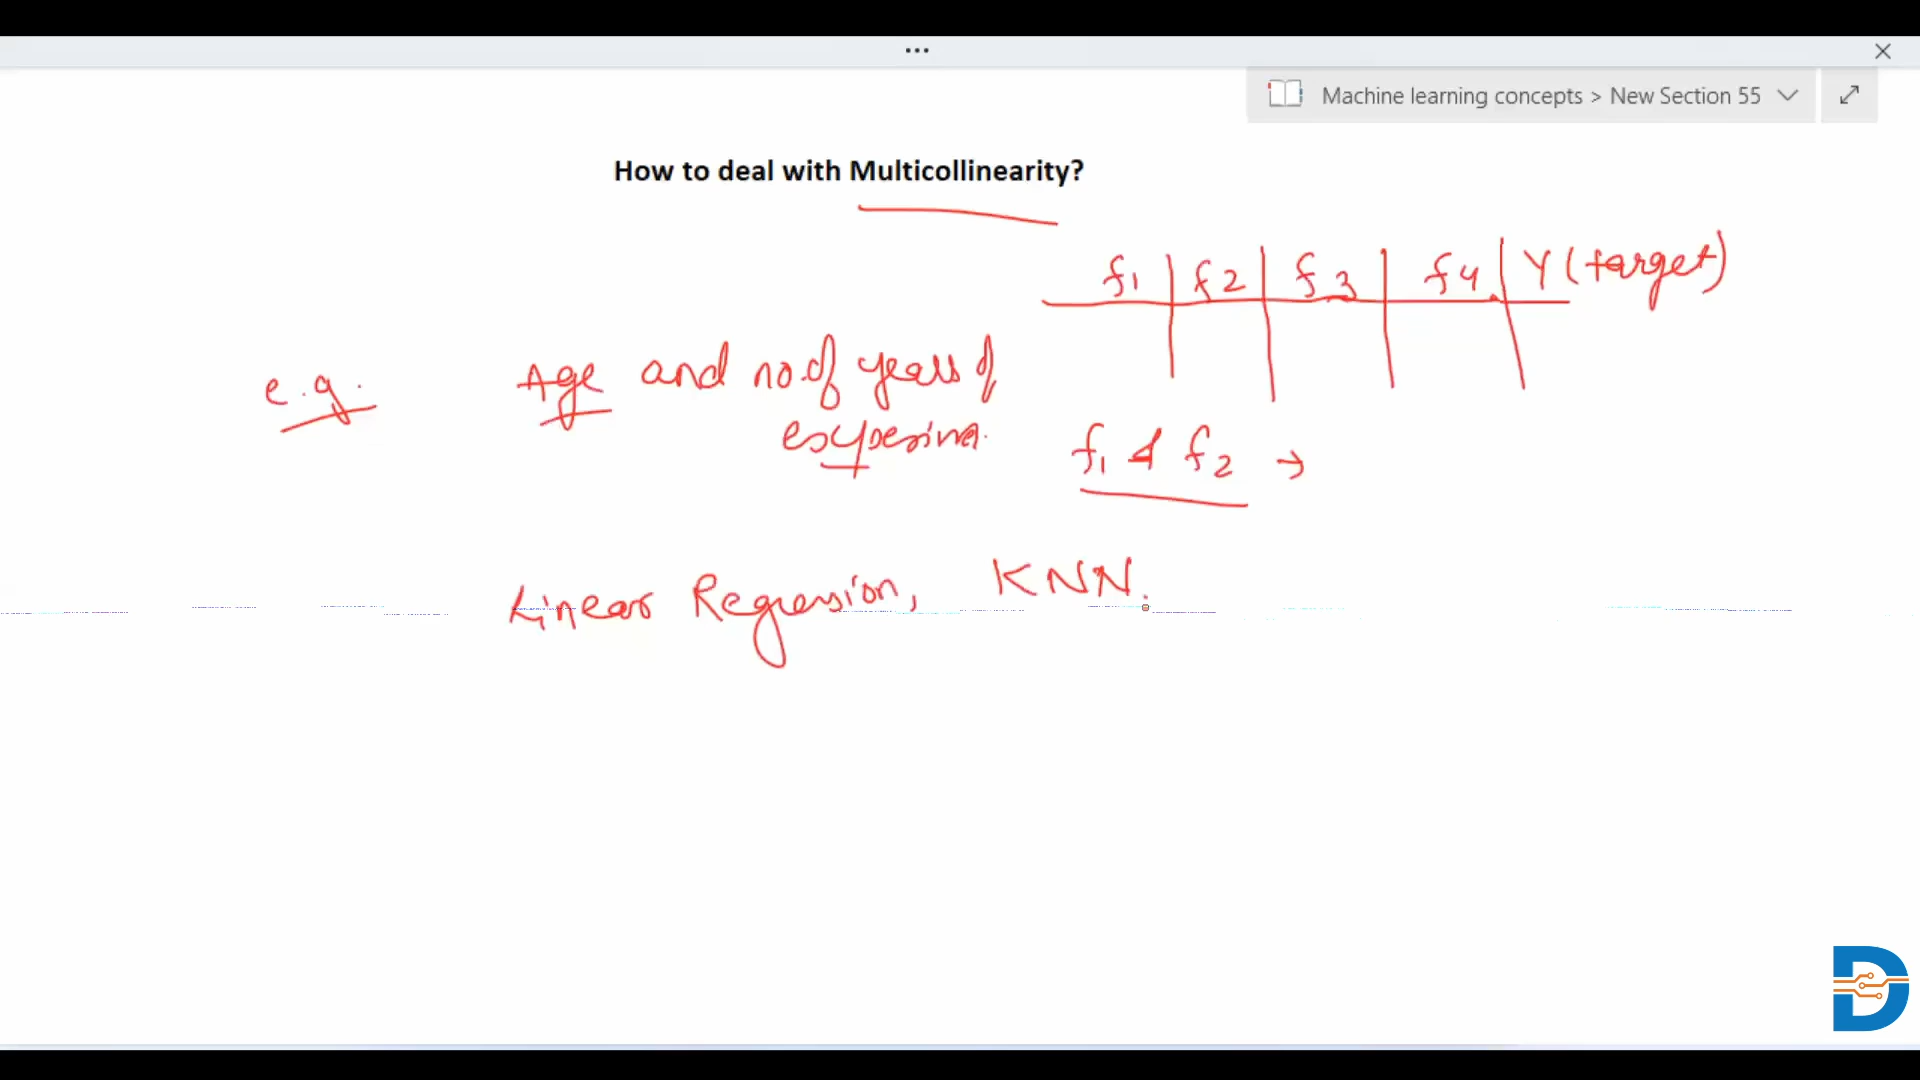 ...
Machine learning concepts > New Section 55
How to deal with Multicollinearity?
f1 f2 f3 f4 Y (target)
e.g. Age and no.of years of
experience.
f1 & f2 →
Linear Regression, KNN.